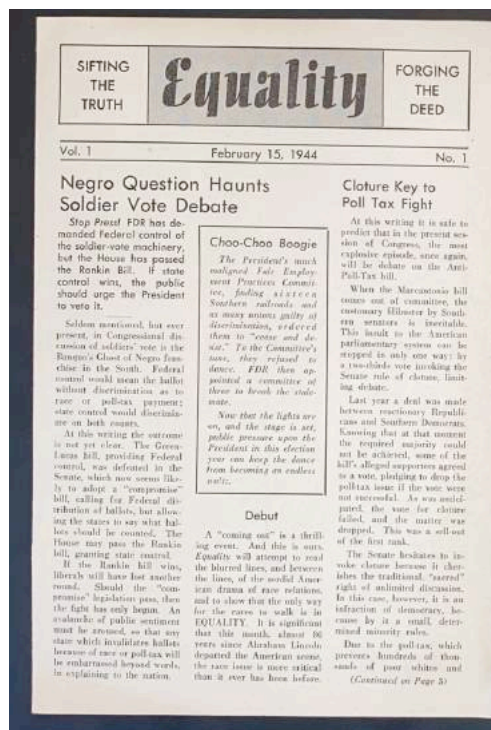 SIFTING
THE
TRUTH
Equality
FORGING
THE
DEED
Vol. 1
February 15, 1944
No. 1
Negro Question Haunts
Soldier Vote Debate
Stop Press! FDR has de-
manded Federal control of
the soldier-vote machinery,
but the House has passed
the Rankin Bill. If state
control wins, the public
should urge the President
to veto it.
Seldom mentioned, but ever
present, in Congressional dis-
cussion of soldiers' vote is the
Banquo's Ghost of Negro fran-
chise in the South. Federal
control would mean the ballot
without discrimination as to
race or poll-tax payment;
state control would discrimin-
ate on both counts.
At this writing the outcome
is not yet clear. The Green-
Lucas bill, providing Federal
control, was defeated in the
Senate, which now seems like-
ly to adopt a "compromise"
bill, calling for Federal dis-
tribution of ballots, but allow-
ing the states to say what bal-
lots should be counted. The
House may pass the Rankin
bill, granting state control.
If the Rankin bill wins,
liberals will have lost another
round. Should the "com-
promise" legislation pass, then
the fight has only begun. An
avalanche of public sentiment
must be aroused, so that any
state which invalidates ballots
because of race or poll-tax will
be embarrassed beyond words,
in explaining to the nation.
Choo-Choo Boogie
The President's much
maligned Fair Employ-
ment Practices Commit-
tee, finding sixteen
Southern railroads and
as many unions guilty of
discrimination, ordered
them to "cease and de-
sist." To the Committee's
tune, they refused to
dance. FDR then ap-
pointed a committee of
three to break the stale-
mate.
Now that the lights are
on, and the stage is set,
public pressure upon the
President in this election
year can keep the dance
from becoming an endless
waltz.
Debut
A "coming out" is a thrill-
ing event. And this is ours.
Equality will attempt to read
the blurred lines, and between
the lines, of the sordid Amer-
ican drama of race relations,
and to show that the only way
for the races to walk is in
EQUALITY. It is significant
that this month, almost 80
years since Abraham Lincoln
departed the American scene,
the race issue is more critical
than it ever has been before.
Cloture Key to
Poll Tax Fight
At this writing it is safe to
predict that in the present ses-
sion of Congress, the most
explosive episode, once again,
will be debate on the Anti-
Poll-Tax bill.
When the Marcantonio bill
comes out of committee, the
customary filibuster by South-
ern senators is inevitable.
This insult to the American
parliamentary system can be
stopped in only one way: by
a two-thirds vote invoking the
Senate rule of cloture, limit-
ing debate.
Last year a deal was made
between reactionary Republi-
cans and Southern Democrats.
Knowing that at that moment
the required majority could
not be achieved, some of the
bill's alleged supporters agreed
to a vote, pledging to drop the
poll-tax issue if the vote were
not successful. As was antici-
pated, the vote for cloture
failed, and the matter was
dropped. This was a sell-out
of the first rank.
The Senate hesitates to in-
voke cloture because it cher-
ishes the traditional, "sacred"
right of unlimited discussion.
In this case, however, it is an
infraction of democracy, be-
cause by it a small, deter-
mined minority rules.
Due to the poll-tax, which
prevents hundreds of thou-
sands of poor whites and
(Continued on Page 3)